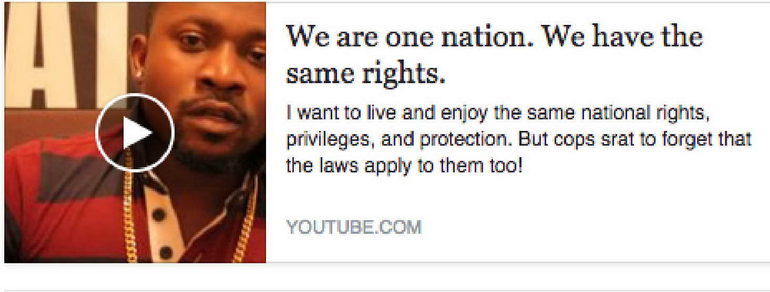 We are one nation. We have the
same rights.
I want to live and enjoy the same national rights,
privileges, and protection. But cops srat to forget that
the laws apply to them too!
YOUTUBE.COM